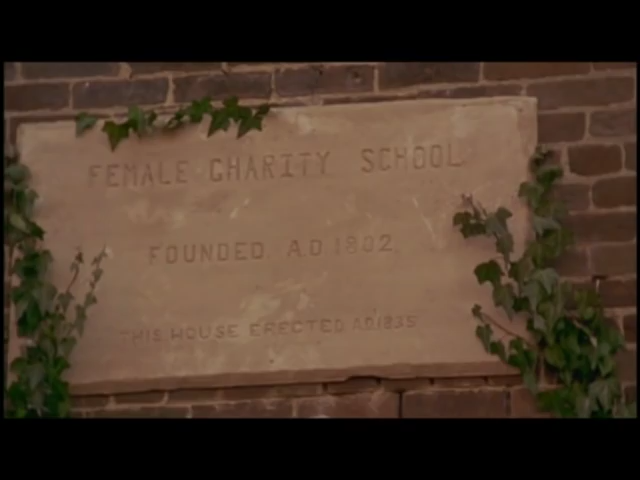 FEMALE CHARITY SCHOOL
FOUNDED A.D 1802
THIS HOUSE ERECTED A.D 1835